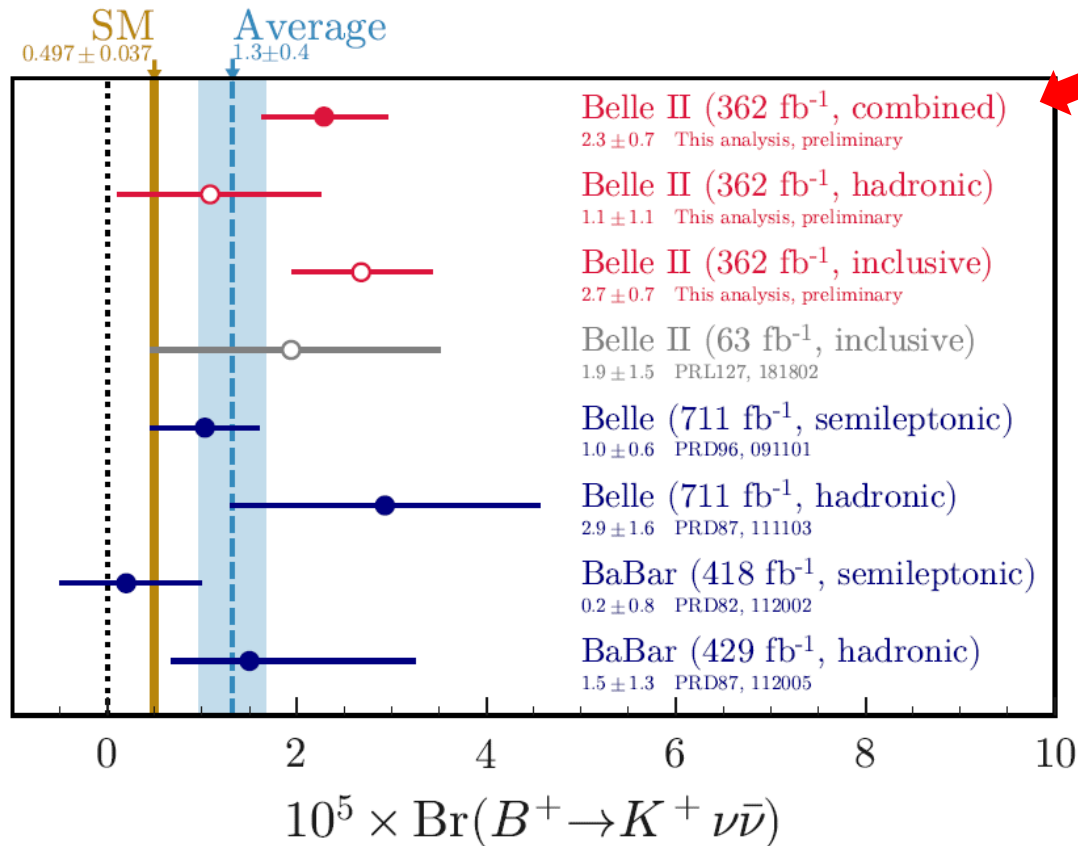 SM
0.497 ± 0.037
Average
1.3±0.4
Belle II (362 fb⁻¹, combined)
2.3 ±0.7 This analysis, preliminary
Belle II (362 fb⁻¹, hadronic)
1.1 ±1.1 This analysis, preliminary
Belle II (362 fb⁻¹, inclusive)
2.7 ±0.7 This analysis, preliminary
Belle II (63 fb⁻¹, inclusive)
1.9 ±1.5 PRL127, 181802
Belle (711 fb⁻¹, semileptonic)
1.0 ±0.6 PRD96, 091101
Belle (711 fb⁻¹, hadronic)
2.9 ±1.6 PRD87, 111103
BaBar (418 fb⁻¹, semileptonic)
0.2 ±0.8 PRD82, 112002
BaBar (429 fb⁻¹, hadronic)
1.5 ±1.3 PRD87, 112005
0 2 4 6 8 10
10⁵ × Br(B⁺→K⁺ νν̄)